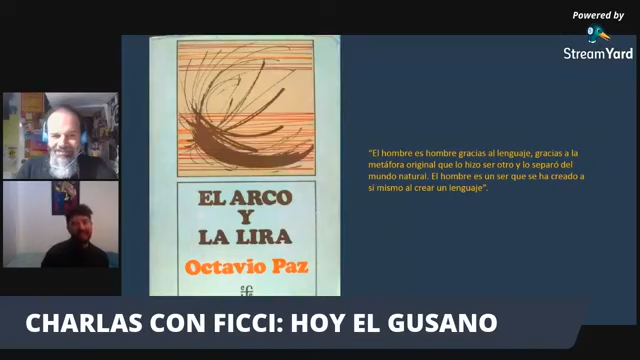 Powered by
StreamYard
EL ARCO
Y
LA LIRA
Octavio Paz
"El hombre es hombre gracias al lenguaje, gracias a la
metáfora original que lo hizo ser otro y lo separó del
mundo natural. El hombre es un ser que se ha creado a
sí mismo al crear un lenguaje".
CHARLAS CON FICCI: HOY EL GUSANO